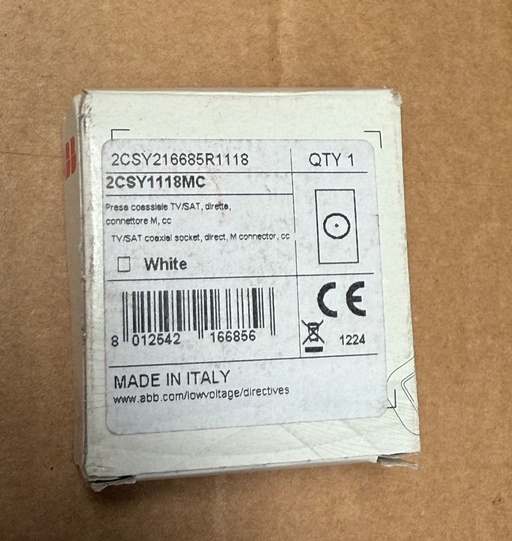 2CSY216685R1118
QTY 1
2CSY1118MC
Presa coassiale TV/SAT, diretta,
connettore M, cc
TV/SAT coaxial socket, direct, M connector, cc
White
CE
8 012542 166856
1224
MADE IN ITALY
www.abb.com/lowvoltage/directives